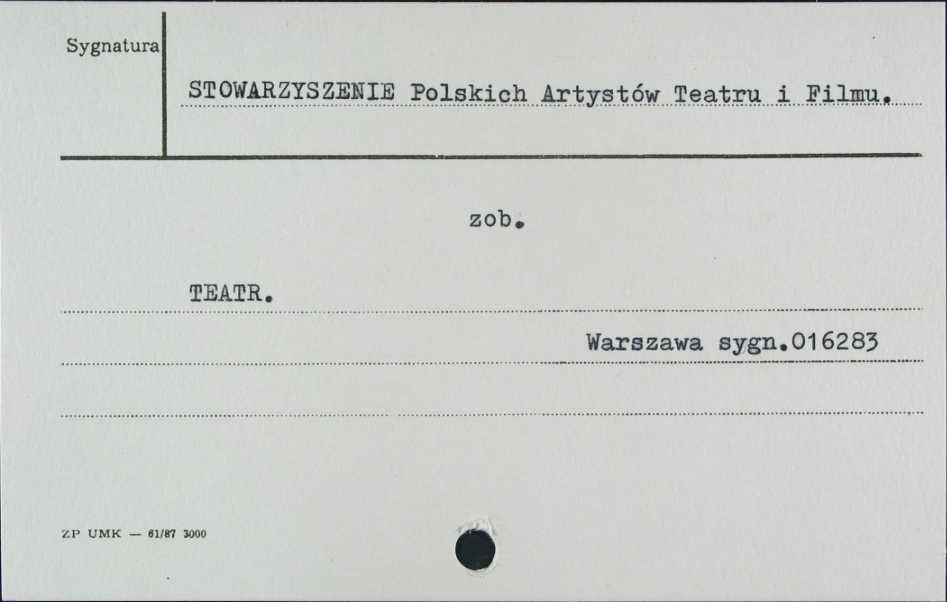 Sygnatura
STOWARZYSZENIE Polskich Artystów Teatru i Filmu.
zob.
TEATR.
Warszawa sygn.016283
ZP UMK — 61/87 3000